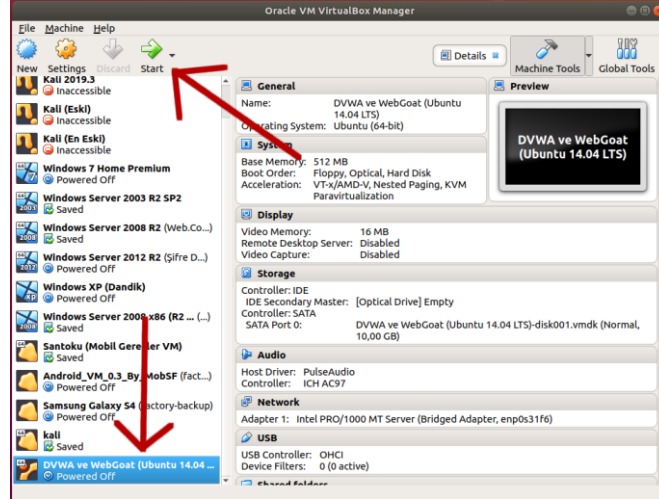 Oracle VM VirtualBox Manager
File Machine Help
New Settings Discard Start
Details
Machine Tools
Global Tools
Kali 2019.3
Inaccessible
Kali (Eski)
Inaccessible
Kali (En Eski)
Inaccessible
Windows 7 Home Premium
Powered Off
Windows Server 2003 R2 SP2
Saved
Windows Server 2008 R2 (Web.Co...)
Saved
Windows Server 2012 R2 (Şifre D...)
Powered Off
Windows XP (Dandik)
Powered Off
Windows Server 2008 x86 (R2 ... (...)
Saved
Santoku (Mobil Gereçler VM)
Saved
Android_VM_0.3_By_MobSF (fact...)
Powered Off
Samsung Galaxy S4 (factory-backup)
Powered Off
kali
Saved
DVWA ve WebGoat (Ubuntu 14.04 ...
Powered Off
General
Name: DVWA ve WebGoat (Ubuntu
14.04 LTS)
Operating System: Ubuntu (64-bit)
System
Base Memory: 512 MB
Boot Order: Floppy, Optical, Hard Disk
Acceleration: VT-x/AMD-V, Nested Paging, KVM
Paravirtualization
Display
Video Memory: 16 MB
Remote Desktop Server: Disabled
Video Capture: Disabled
Storage
Controller: IDE
IDE Secondary Master: [Optical Drive] Empty
Controller: SATA
SATA Port 0: DVWA ve WebGoat (Ubuntu 14.04 LTS)-disk001.vmdk (Normal,
10,00 GB)
Audio
Host Driver: PulseAudio
Controller: ICH AC97
Network
Adapter 1: Intel PRO/1000 MT Server (Bridged Adapter, enp0s31f6)
USB
USB Controller: OHCI
Device Filters: 0 (0 active)
Shared folders
Preview
DVWA ve WebGoat
(Ubuntu 14.04 LTS)